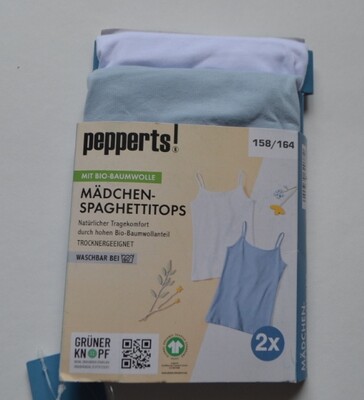 pepperts!
158/164
MIT BIO-BAUMWOLLE
MÄDCHEN-
SPAGHETTITOPS
Natürlicher Tragekomfort
durch hohen Bio-Baumwollanteil
TROCKNERGEEIGNET
WASCHBAR BEI
GRÜNER
KNOPF
2x
MÄDCHEN